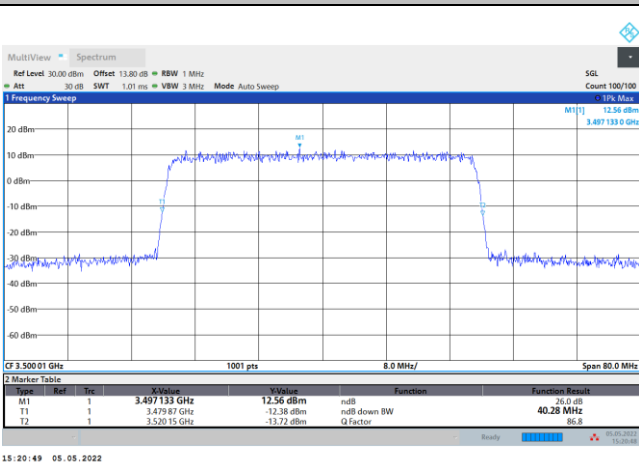 MultiView Spectrum
Ref Level 30.00 dBm Offset 13.80 dB RBW 1 MHz SGL
Att 30 dB SWT 1.01 ms VBW 3 MHz Mode Auto Sweep Count 100/100
1 Frequency Sweep 1Pk Max
M1[1] 12.56 dBm
3.497 133 0 GHz
M1
20 dBm
10 dBm
0 dBm
T1 T2
-10 dBm
-20 dBm
-30 dBm
-40 dBm
-50 dBm
-60 dBm
CF 3.500 01 GHz 1001 pts 8.0 MHz/ Span 80.0 MHz
2 Marker Table
Type Ref Trc X-Value Y-Value Function Function Result
M1 1 3.497 133 GHz 12.56 dBm ndB 26.0 dB
T1 1 3.479 87 GHz -12.38 dBm ndB down BW 40.28 MHz
T2 1 3.520 15 GHz -13.72 dBm Q Factor 86.8
Ready 05.05.2022
15:20:48
15:20:49 05.05.2022